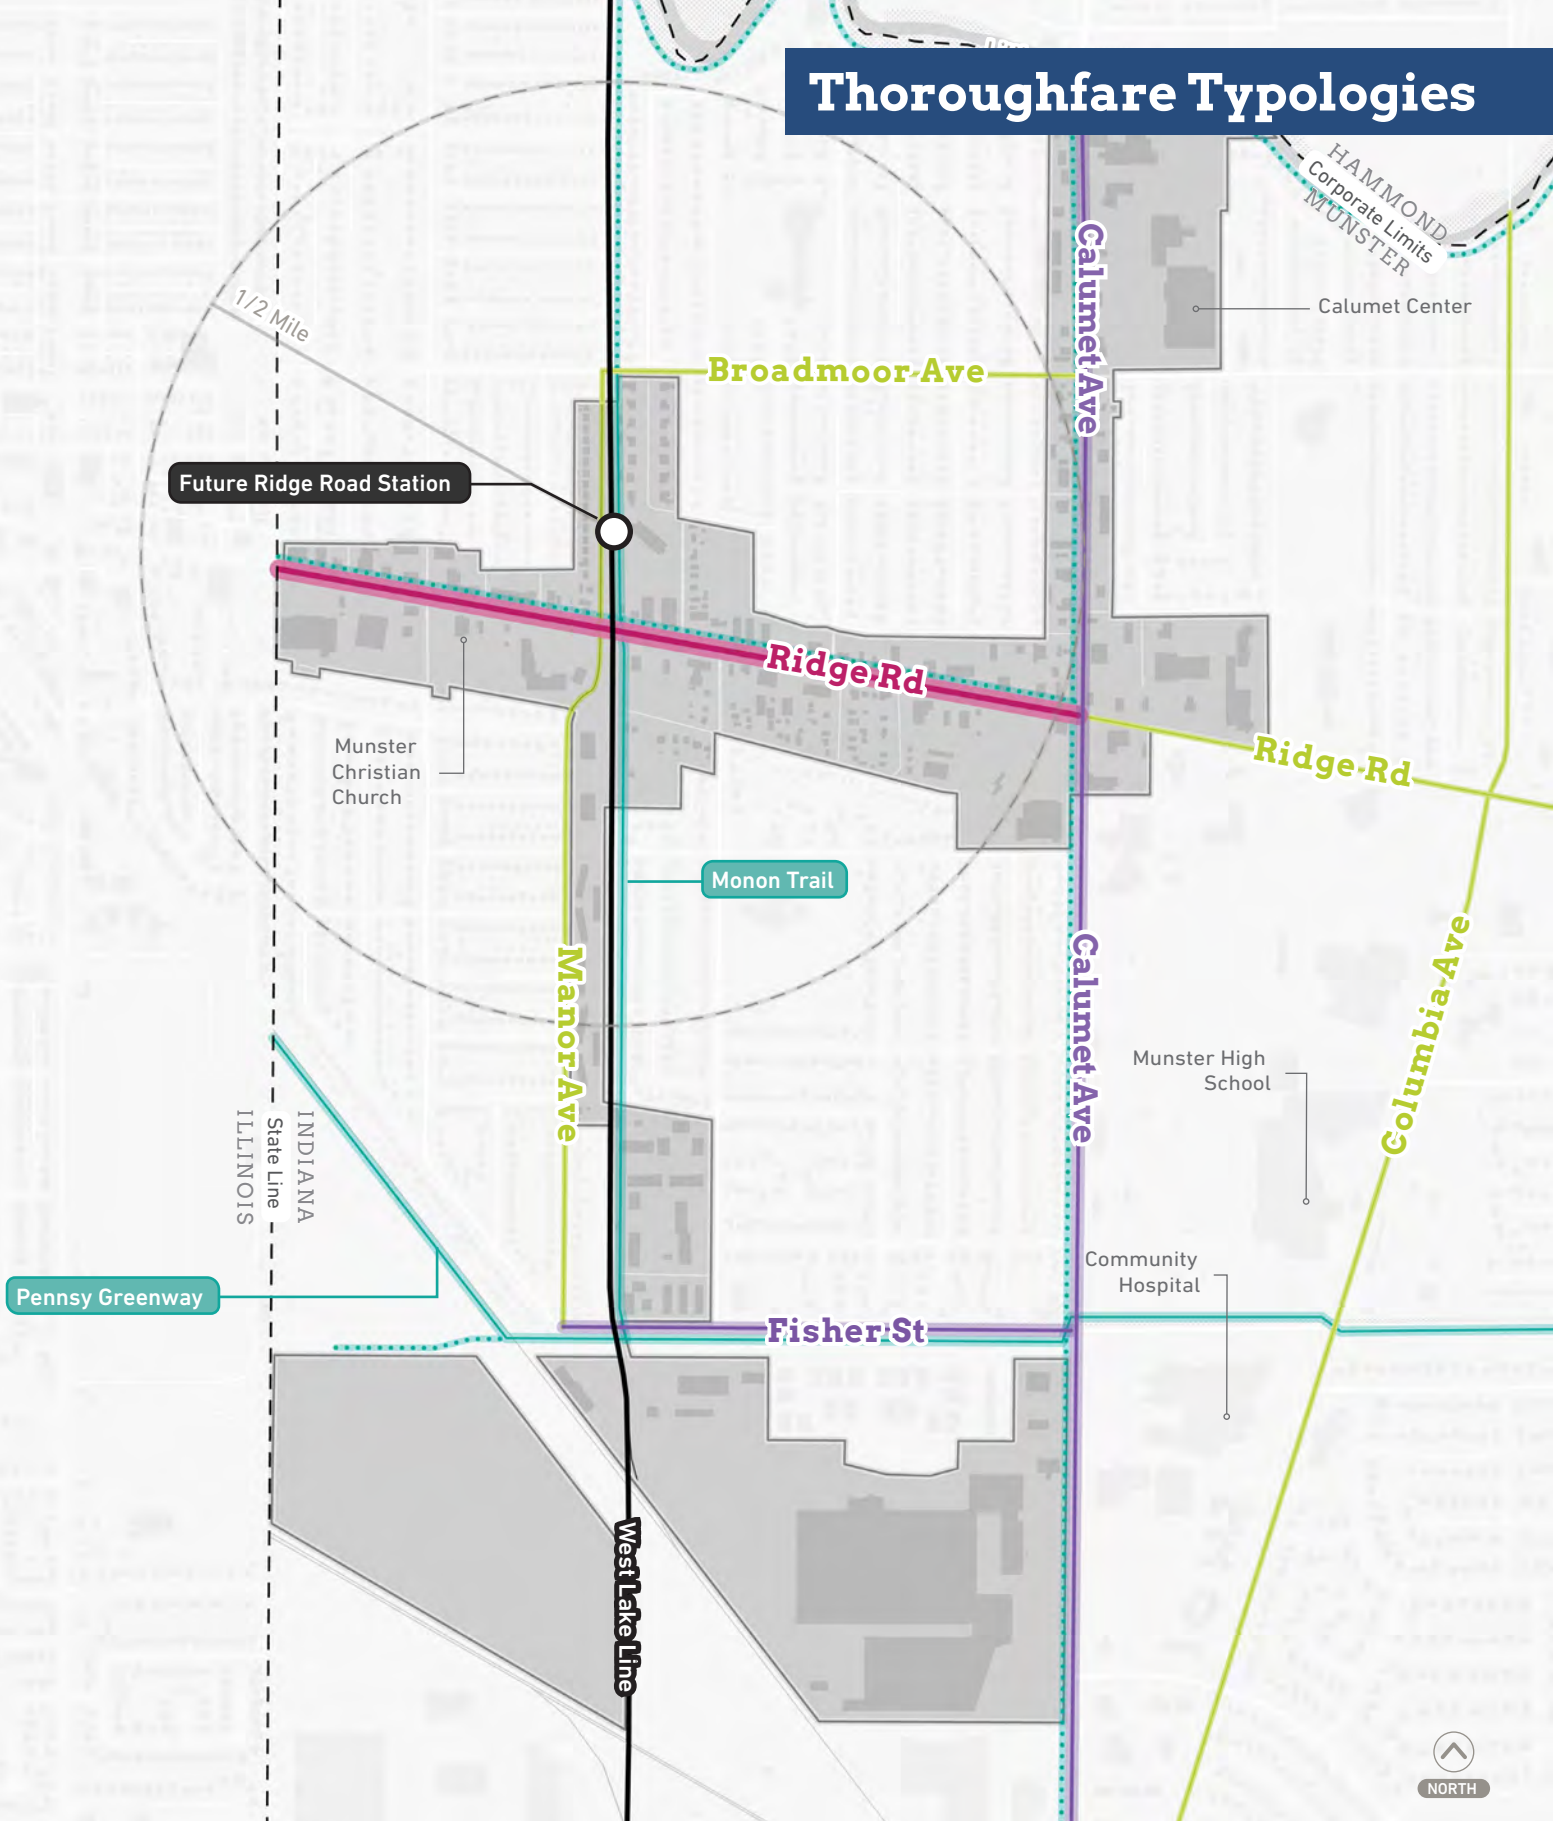 Thoroughfare Typologies
HAMMOND
Corporate Limits
MUNSTER
Calumet Ave
1/2 Mile
Calumet Center
Broadmoor Ave
Future Ridge Road Station
Ridge Rd
Munster
Christian
Church
Ridge Rd
Monon Trail
Manor Ave
Calumet Ave
Columbia Ave
Munster High
School
ILLINOIS
State Line
INDIANA
Community
Hospital
Pennsy Greenway
Fisher St
West Lake Line
NORTH